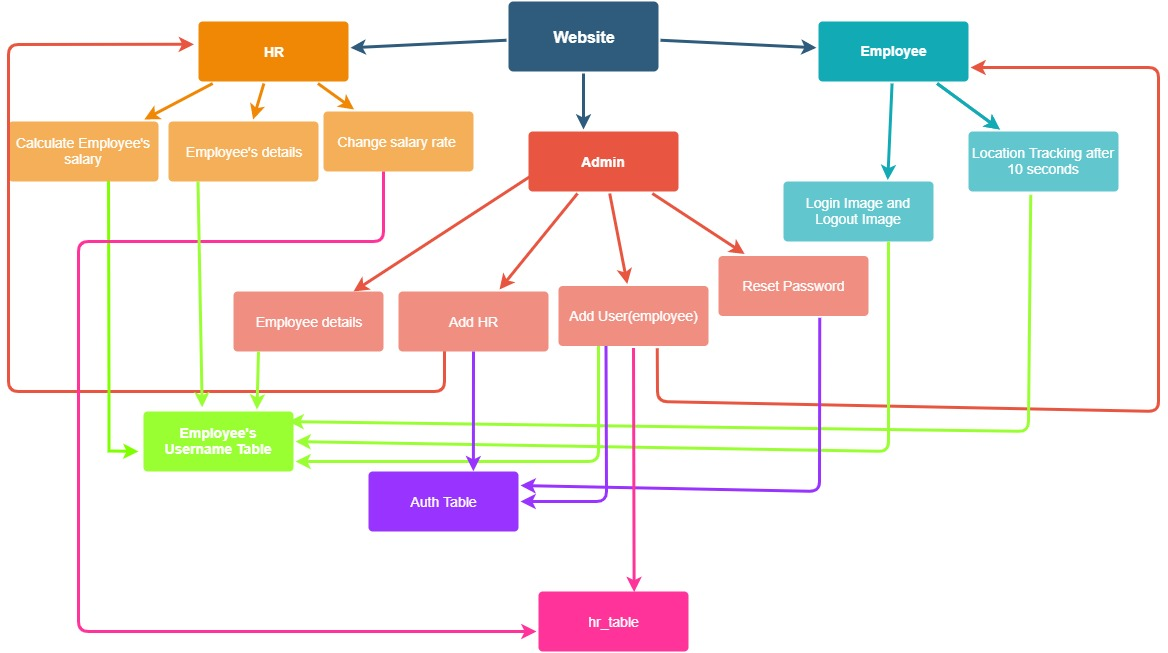 Website
HR
Employee
Calculate Employee's
salary
Employee's details
Change salary rate
Admin
Location Tracking after
10 seconds
Login Image and
Logout Image
Employee details
Add HR
Add User(employee)
Reset Password
Employee's
Username Table
Auth Table
hr_table